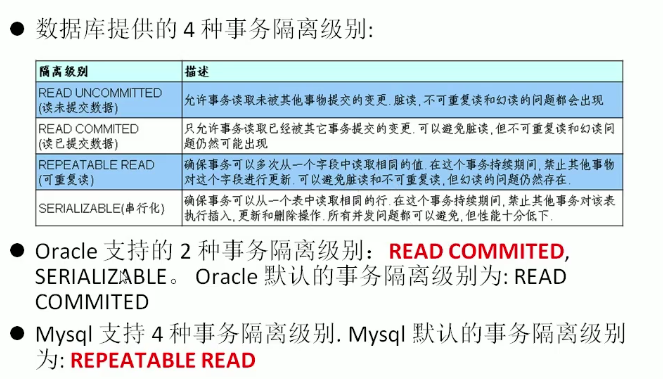 ● 数据库提供的 4 种事务隔离级别:
隔离级别 描述
READ UNCOMMITTED
(读未提交数据)
允许事务读取未被其他事物提交的变更.脏读,不可重复读和幻读的问题都会出现
READ COMMITED
(读已提交数据)
只允许事务读取已经被其它事务提交的变更.可以避免脏读,但不可重复读和幻读问
题仍然可能出现
REPEATABLE READ
(可重复读)
确保事务可以多次从一个字段中读取相同的值.在这个事务持续期间,禁止其他事物
对这个字段进行更新.可以避免脏读和不可重复读,但幻读的问题仍然存在.
SERIALIZABLE(串行化)
确保事务可以从一个表中读取相同的行.在这个事务持续期间,禁止其他事务对该表
执行插入,更新和删除操作.所有并发问题都可以避免,但性能十分低下.
● Oracle 支持的 2 种事务隔离级别：READ COMMITED,
SERIALIZABLE。 Oracle 默认的事务隔离级别为: READ
COMMITED
● Mysql 支持 4 种事务隔离级别. Mysql 默认的事务隔离级别
为: REPEATABLE READ